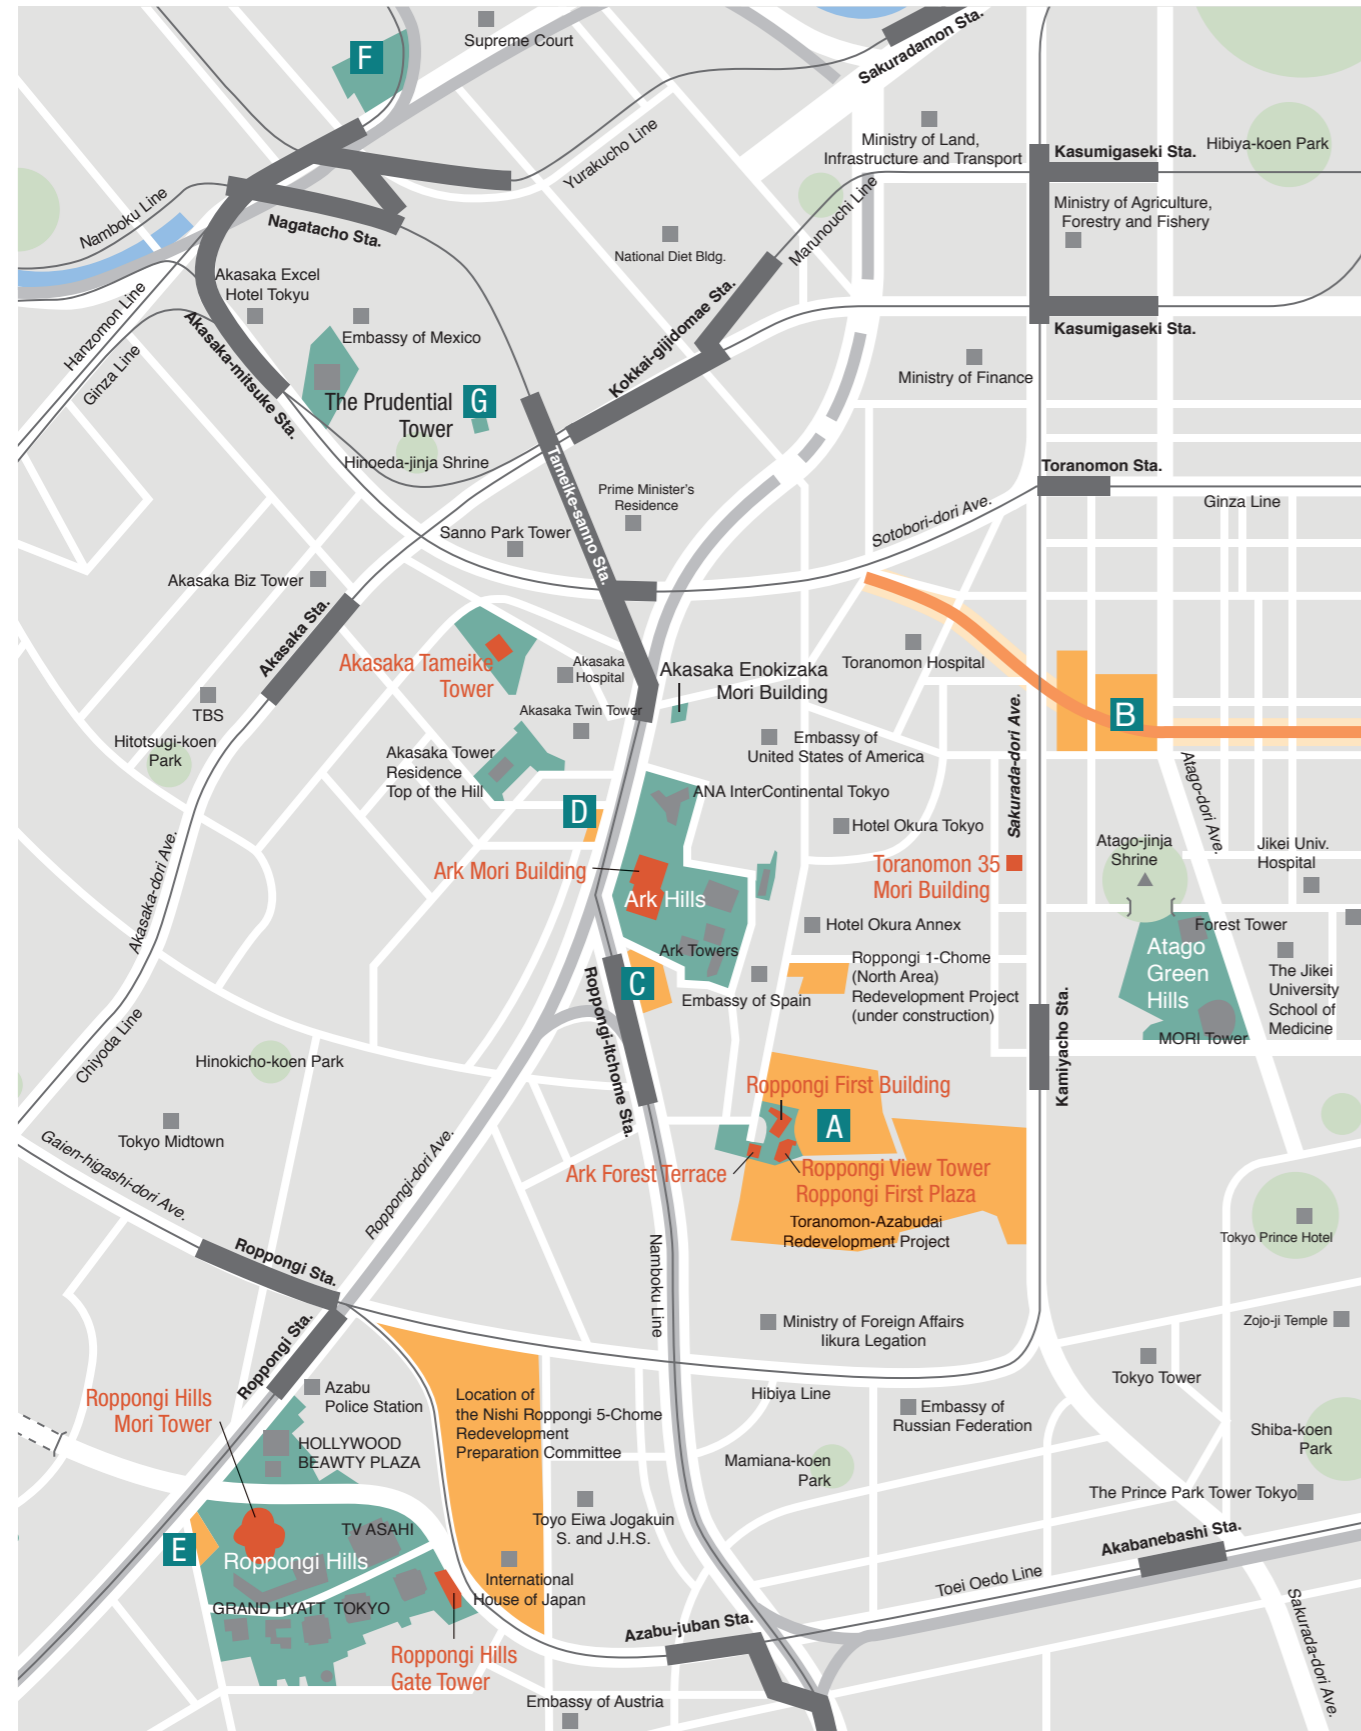 F
Supreme Court
Sakuradamon Sta.
Ministry of Land,
Infrastructure and Transport
Kasumigaseki Sta.
Hibiya-koen Park
Yurakucho Line
Marunouchi Line
Ministry of Agriculture,
Forestry and Fishery
Namboku Line
Nagatacho Sta.
National Diet Bldg.
Akasaka Excel
Hotel Tokyu
Hanzomon Line
Ginza Line
Akasaka-mitsuke Sta.
Embassy of Mexico
Kokkai-gijidomae Sta.
Kasumigaseki Sta.
Ministry of Finance
The Prudential
Tower
G
Hinoeda-jinja Shrine
Tameike-sanno Sta.
Prime Minister's
Residence
Toranomon Sta.
Ginza Line
Sotobori-dori Ave.
Sanno Park Tower
Akasaka Biz Tower
Akasaka Sta.
Akasaka Tameike
Tower
Akasaka
Hospital
Akasaka Enokizaka
Mori Building
Toranomon Hospital
TBS
Akasaka Twin Tower
Sakurada-dori Ave.
B
Hitotsugi-koen
Park
Akasaka Tower
Residence
Top of the Hill
Embassy of
United States of America
Atago-dori Ave.
ANA InterContinental Tokyo
D
Hotel Okura Tokyo
Akasaka-dori Ave.
Ark Mori Building
Toranomon 35
Mori Building
Atago-jinja
Shrine
Jikei Univ.
Hospital
Ark Hills
Hotel Okura Annex
Forest Tower
Ark Towers
Atago
Green
Hills
C
Roppongi-Itchome Sta.
Embassy of Spain
Roppongi 1-Chome
(North Area)
Redevelopment Project
(under construction)
The Jikei
University
School of
Medicine
MORI Tower
Kamiyacho Sta.
Chiyoda Line
Hinokicho-koen Park
Roppongi First Building
A
Tokyo Midtown
Gaien-higashi-dori Ave.
Roppongi-dori Ave.
Ark Forest Terrace
Roppongi View Tower
Roppongi First Plaza
Toranomon-Azabudai
Redevelopment Project
Tokyo Prince Hotel
Roppongi Sta.
Namboku Line
Ministry of Foreign Affairs
Iikura Legation
Zojo-ji Temple
Roppongi Sta.
Tokyo Tower
Roppongi Hills
Mori Tower
Azabu
Police Station
Location of
the Nishi Roppongi 5-Chome
Redevelopment
Preparation Committee
Hibiya Line
Embassy of
Russian Federation
Shiba-koen
Park
HOLLYWOOD
BEAWTY PLAZA
Mamiana-koen
Park
The Prince Park Tower Tokyo
Toyo Eiwa Jogakuin
S. and J.H.S.
TV ASAHI
E
Roppongi Hills
Akabanebashi Sta.
International
House of Japan
Toei Oedo Line
GRAND HYATT TOKYO
Azabu-juban Sta.
Sakurada-dori Ave.
Roppongi Hills
Gate Tower
Embassy of Austria